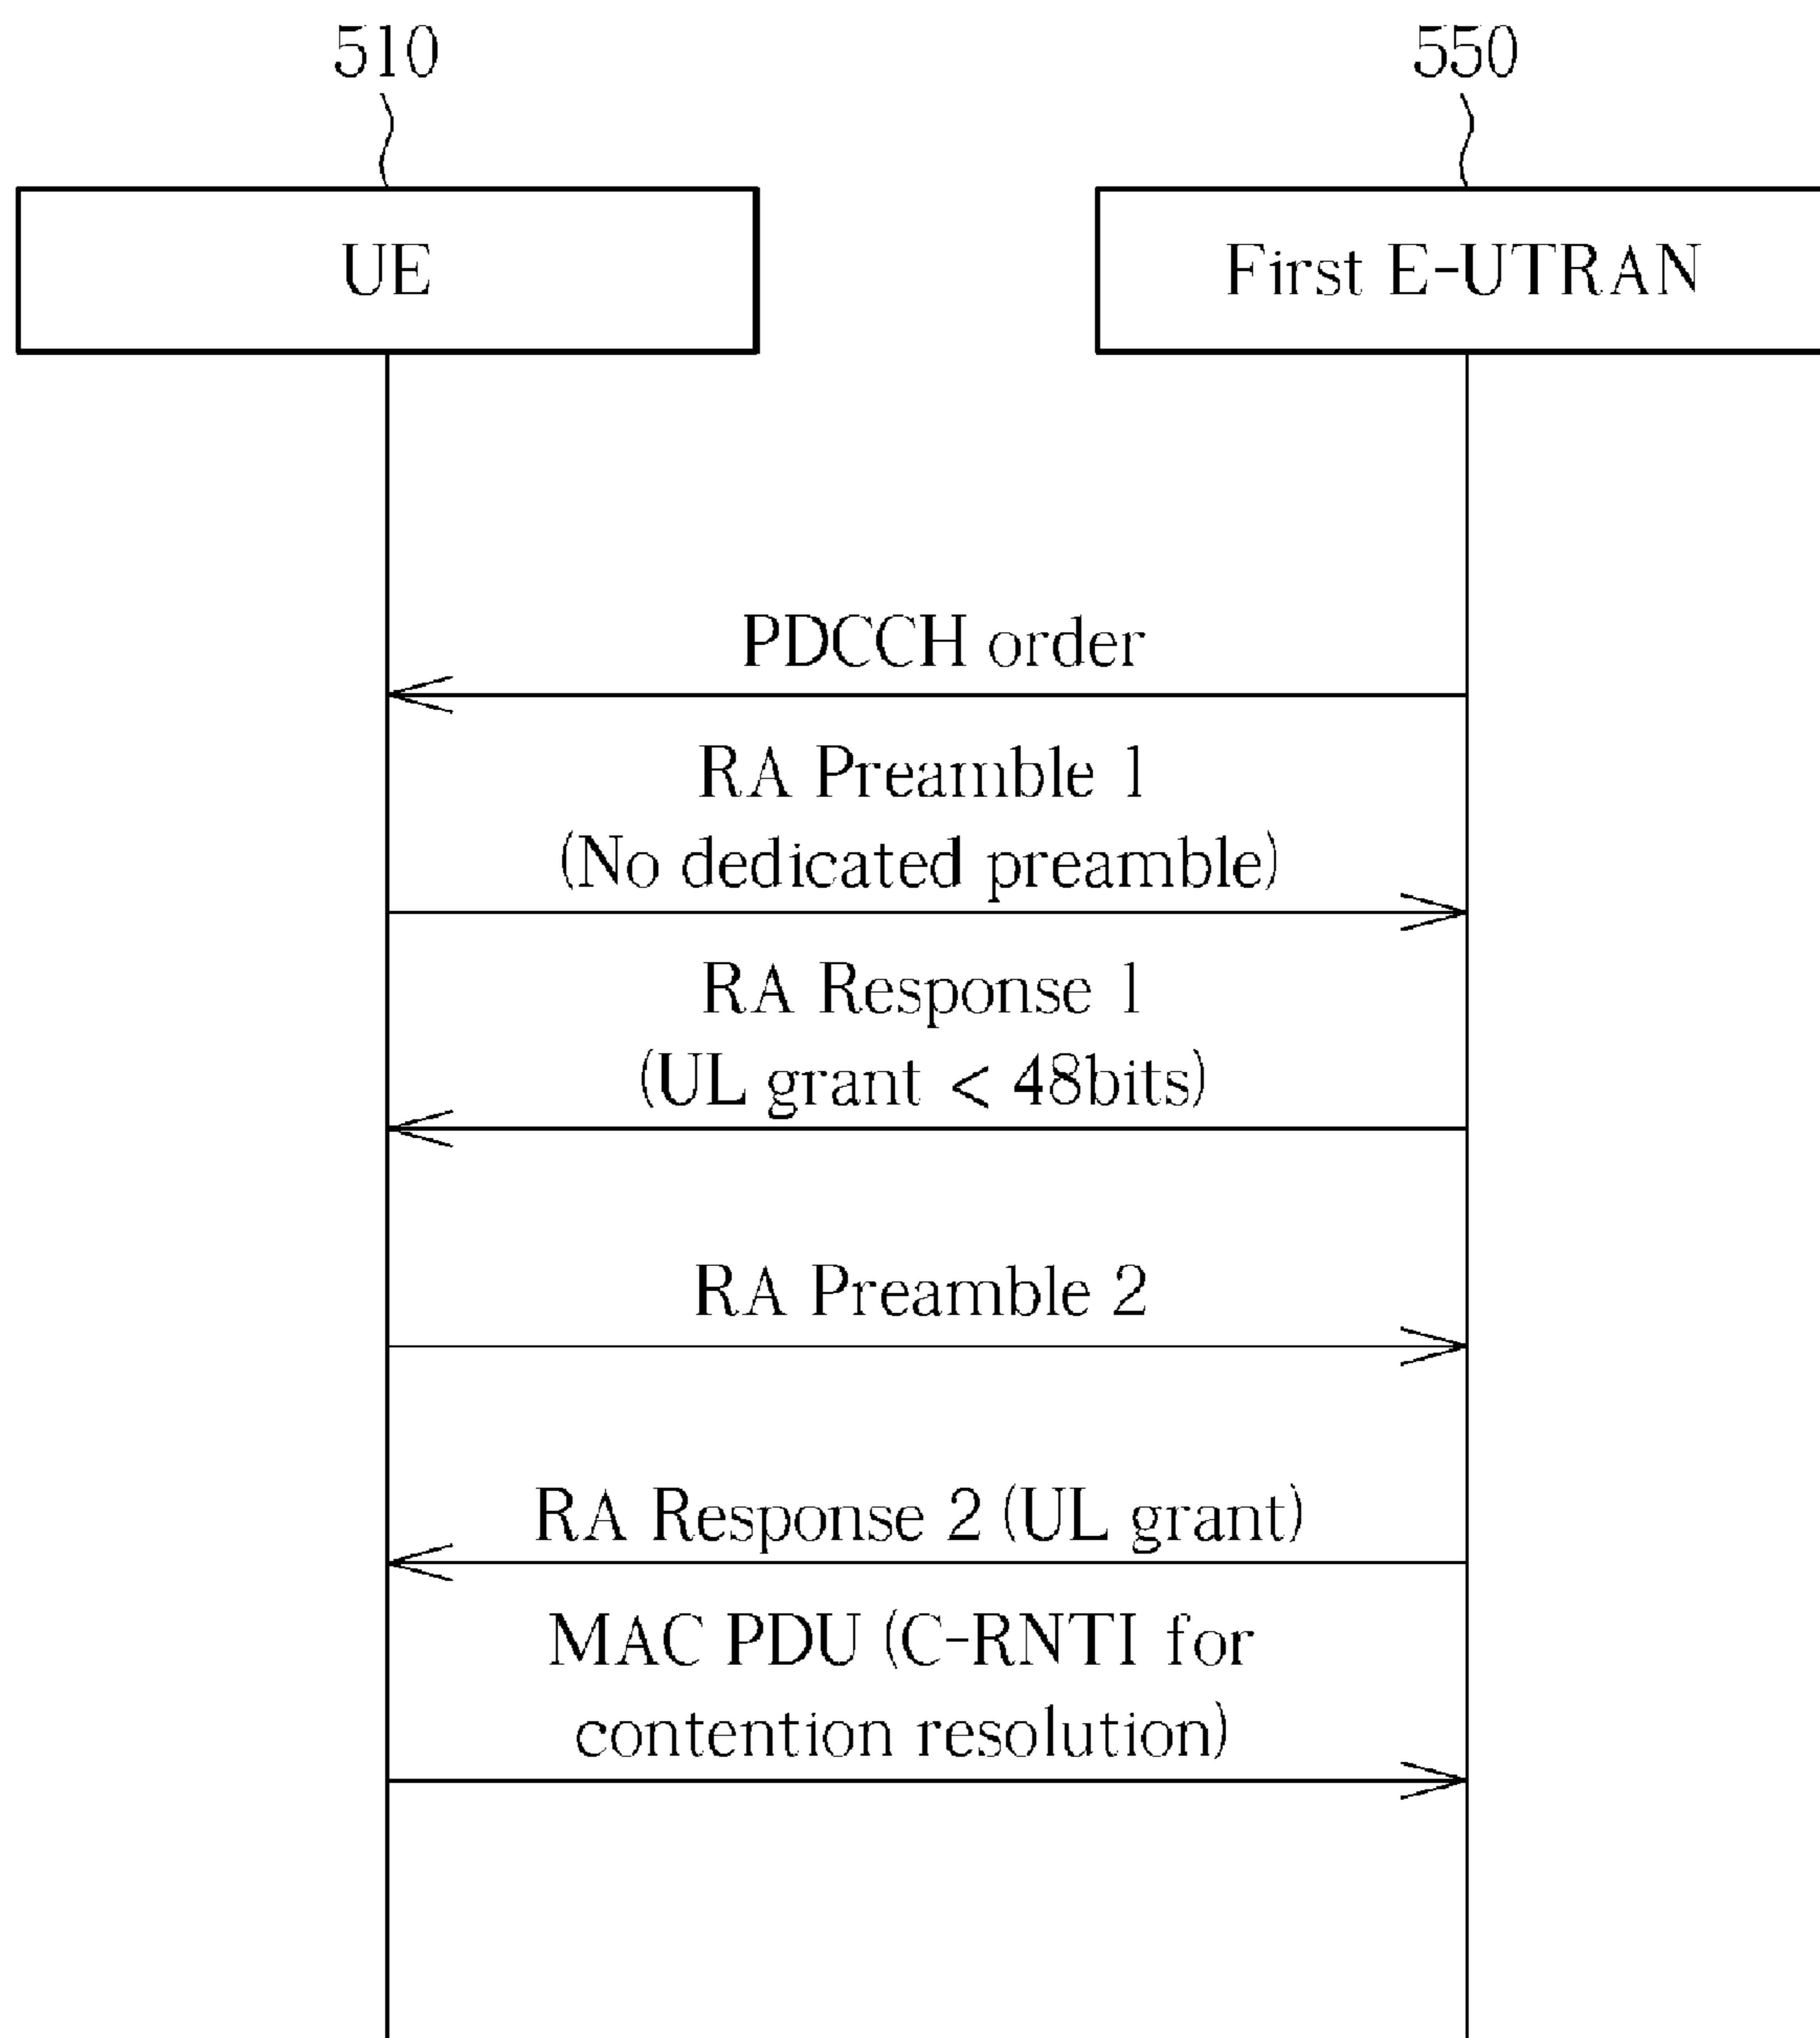 510
550
UE
First E-UTRAN
PDCCH order
RA Preamble 1
(No dedicated preamble)
RA Response 1
(UL grant < 48bits)
RA Preamble 2
RA Response 2 (UL grant)
MAC PDU (C-RNTI for
contention resolution)